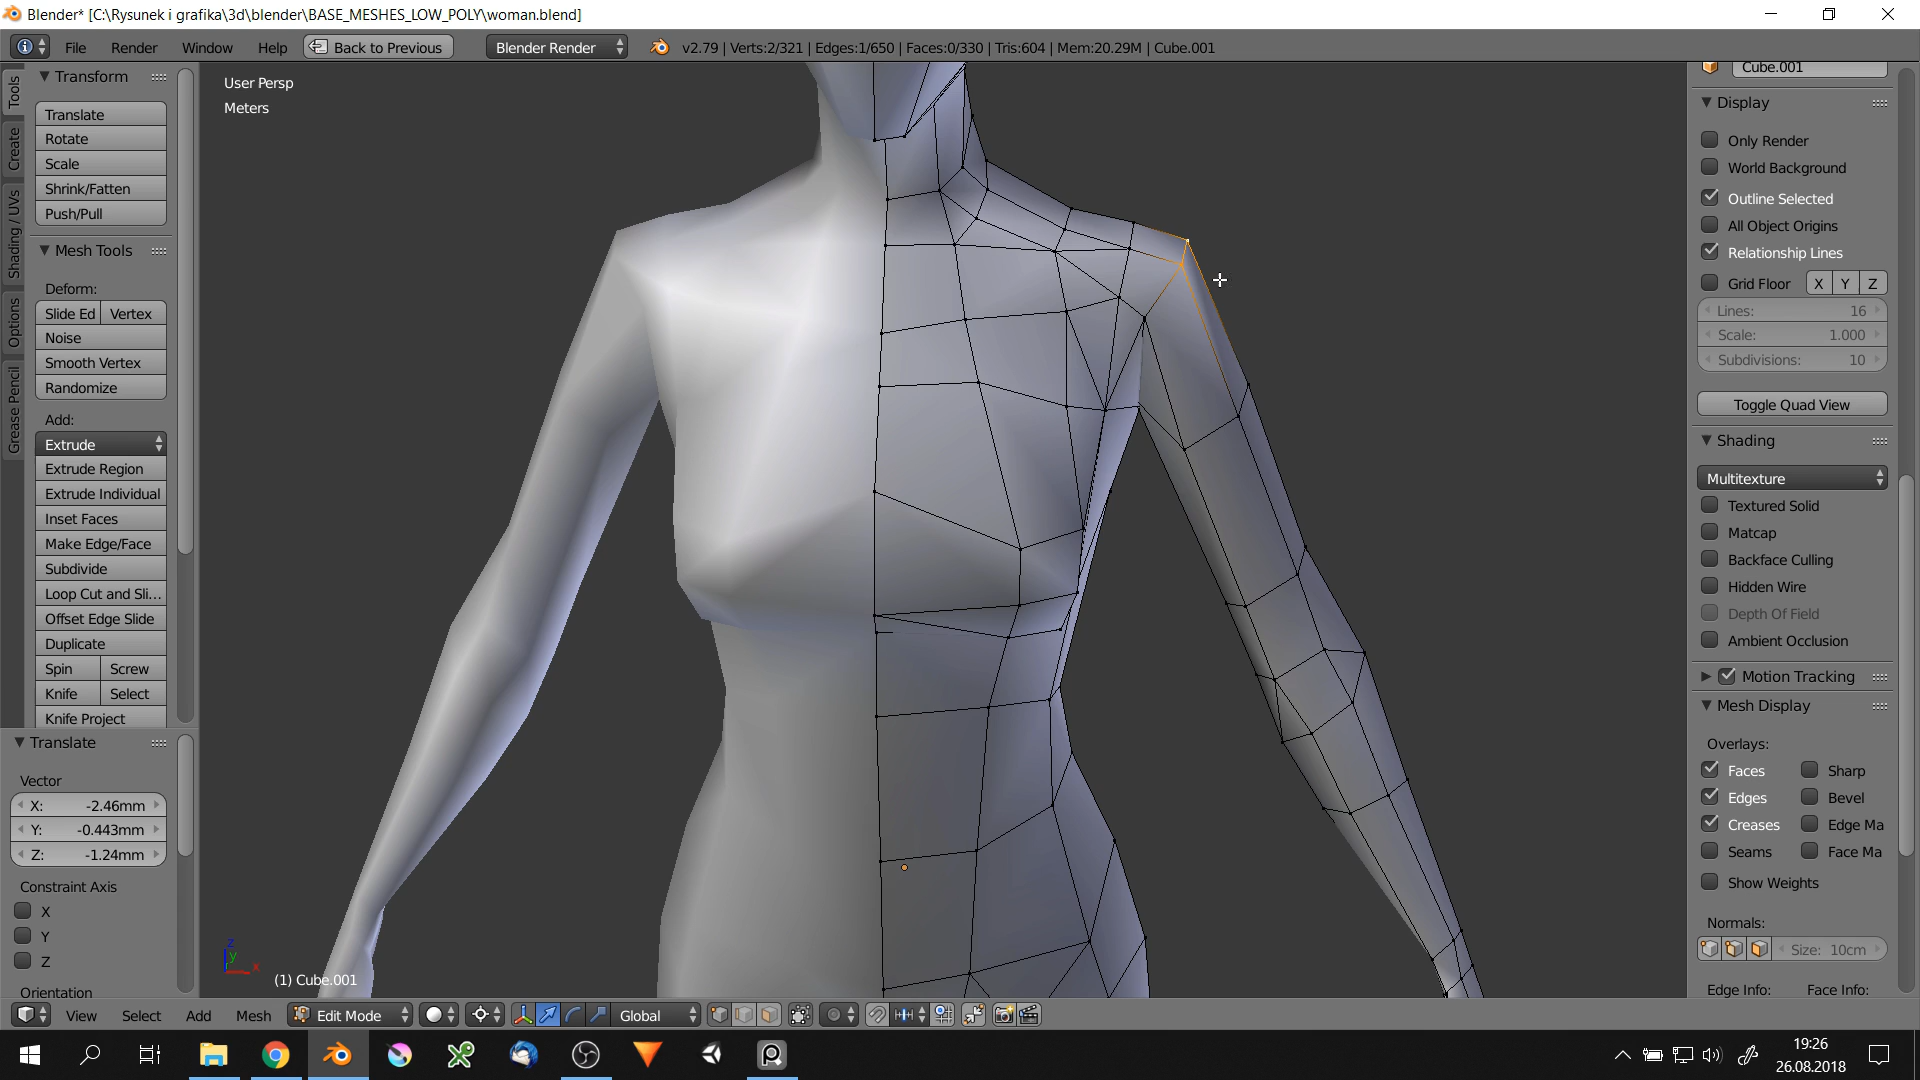 Blender* [C:\Rysunek i grafika\3d\blender\BASE_MESHES_LOW_POLY\woman.blend]
File Render Window Help Back to Previous Blender Render v2.79 | Verts:2/321 | Edges:1/650 | Faces:0/330 | Tris:604 | Mem:20.29M | Cube.001
Tools
Create
Shading / UVs
Options
Grease Pencil
Transform
Translate
Rotate
Scale
Shrink/Fatten
Push/Pull
Mesh Tools
Deform:
Slide Ed Vertex
Noise
Smooth Vertex
Randomize
Add:
Extrude
Extrude Region
Extrude Individual
Inset Faces
Make Edge/Face
Subdivide
Loop Cut and Sli...
Offset Edge Slide
Duplicate
Spin Screw
Knife Select
Knife Project
Translate
Vector
X: -2.46mm
Y: -0.443mm
Z: -1.24mm
Constraint Axis
X
Y
Z
Orientation
User Persp
Meters
z
y
x
(1) Cube.001
Cube.001
Display
Only Render
World Background
Outline Selected
All Object Origins
Relationship Lines
Grid Floor X Y Z
Lines: 16
Scale: 1.000
Subdivisions: 10
Toggle Quad View
Shading
Multitexture
Textured Solid
Matcap
Backface Culling
Hidden Wire
Depth Of Field
Ambient Occlusion
Motion Tracking
Mesh Display
Overlays:
Faces Sharp
Edges Bevel
Creases Edge Ma
Seams Face Ma
Show Weights
Normals:
Size: 10cm
Edge Info: Face Info:
View Select Add Mesh Edit Mode Global
19:26
26.08.2018